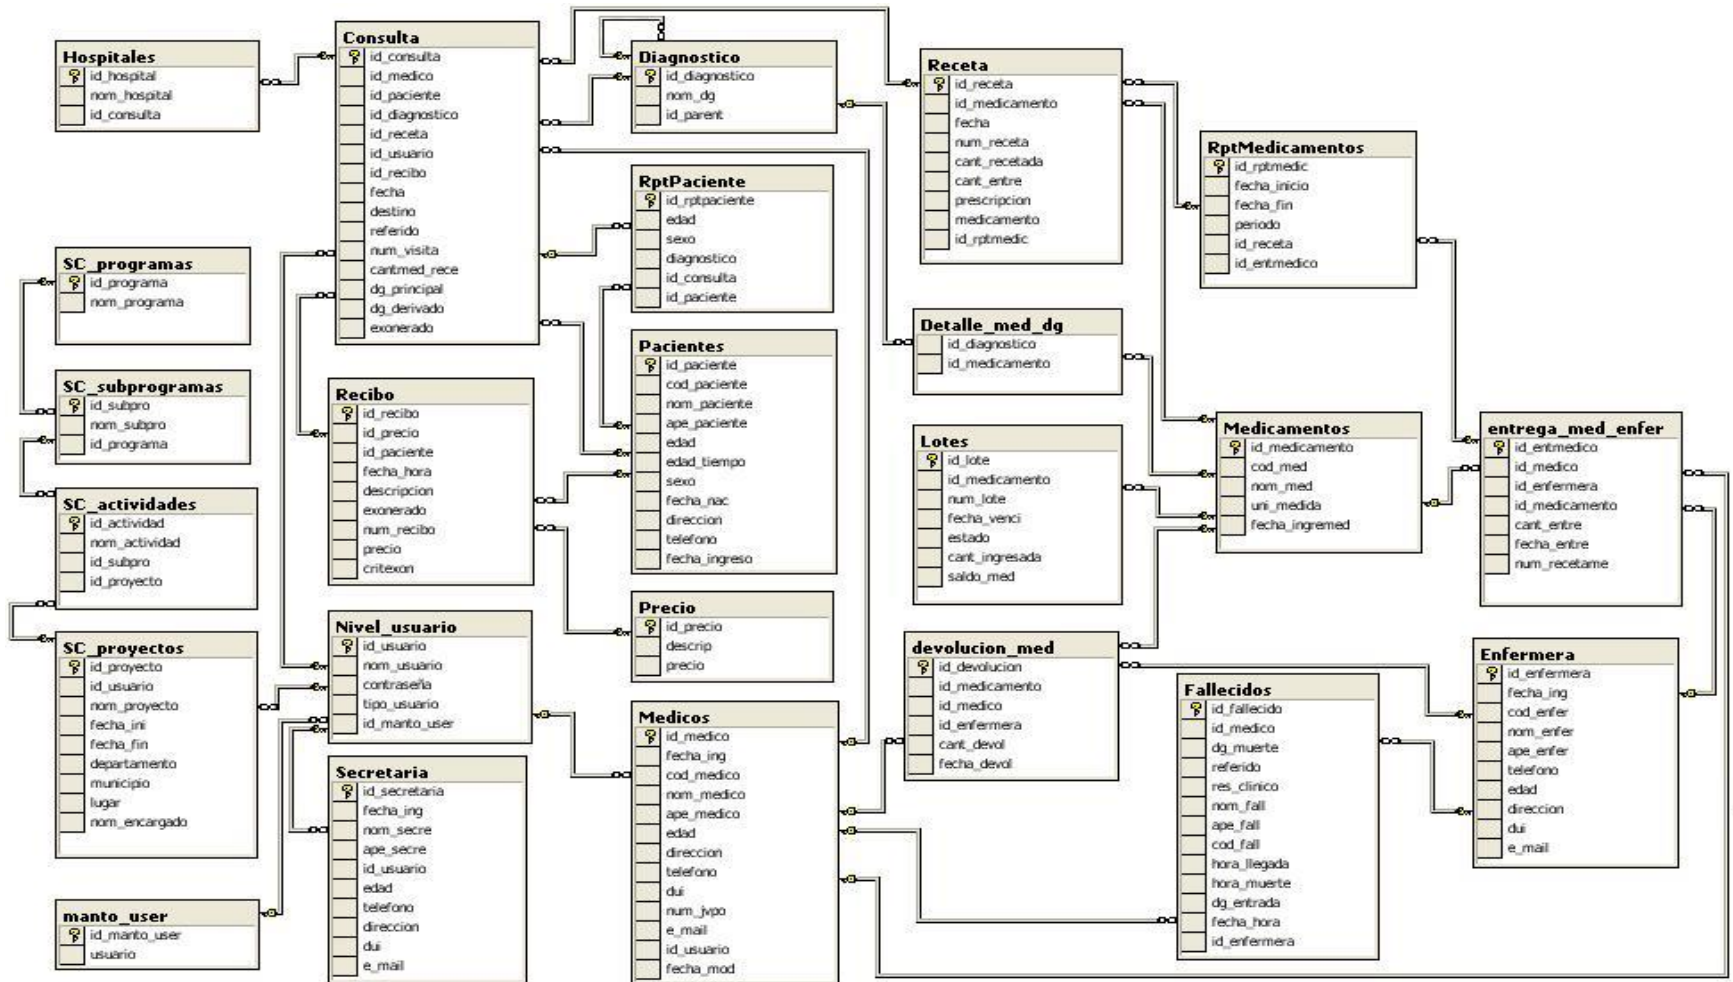 Hospitales
id_hospital
nom_hospital
id_consulta
SC_programas
id_programa
nom_programa
SC_subprogramas
id_subpro
nom_subpro
id_programa
SC_actividades
id_actividad
nom_actividad
id_subpro
id_proyecto
SC_proyectos
id_proyecto
id_usuario
nom_proyecto
fecha_ini
fecha_fin
departamento
municipio
lugar
nom_encargado
manto_user
id_manto_user
usuario
Consulta
id_consulta
id_medico
id_paciente
id_diagnostico
id_receta
id_usuario
id_recibo
fecha
destino
referido
num_visita
cantmed_rece
dg_principal
dg_derivado
exonerado
Recibo
id_recibo
id_precio
id_paciente
fecha_hora
descripcion
exonerado
num_recibo
precio
critexon
Nivel_usuario
id_usuario
nom_usuario
contraseña
tipo_usuario
id_manto_user
Secretaria
id_secretaria
fecha_ing
nom_secre
ape_secre
id_usuario
edad
telefono
direccion
dui
e_mail
Diagnostico
id_diagnostico
nom_dg
id_parent
RptPaciente
id_rptpaciente
edad
sexo
diagnostico
id_consulta
id_paciente
Pacientes
id_paciente
cod_paciente
nom_paciente
ape_paciente
edad
edad_tiempo
sexo
fecha_nac
direccion
telefono
fecha_ingreso
Precio
id_precio
descrip
precio
Medicos
id_medico
fecha_ing
cod_medico
nom_medico
ape_medico
edad
direccion
telefono
dui
num_jvpo
e_mail
id_usuario
fecha_mod
Receta
id_receta
id_medicamento
fecha
num_receta
cant_recetada
cant_entre
prescripcion
medicamento
id_rptmedic
Detalle_med_dg
id_diagnostico
id_medicamento
Lotes
id_lote
id_medicamento
num_lote
fecha_venci
estado
cant_ingresada
saldo_med
devolucion_med
id_devolucion
id_medicamento
id_medico
id_enfermera
cant_devol
fecha_devol
RptMedicamentos
id_rptmedic
fecha_inicio
fecha_fin
periodo
id_receta
id_entmedico
Medicamentos
id_medicamento
cod_med
nom_med
uni_medida
fecha_ingremed
Fallecidos
id_fallecido
id_medico
dg_muerte
referido
res_clinico
nom_fall
ape_fall
cod_fall
hora_llegada
hora_muerte
dg_entrada
fecha_hora
id_enfermera
entrega_med_enfer
id_entmedico
id_medico
id_enfermera
id_medicamento
cant_entre
fecha_entre
num_recetame
Enfermera
id_enfermera
fecha_ing
cod_enfer
nom_enfer
ape_enfer
telefono
edad
direccion
dui
e_mail